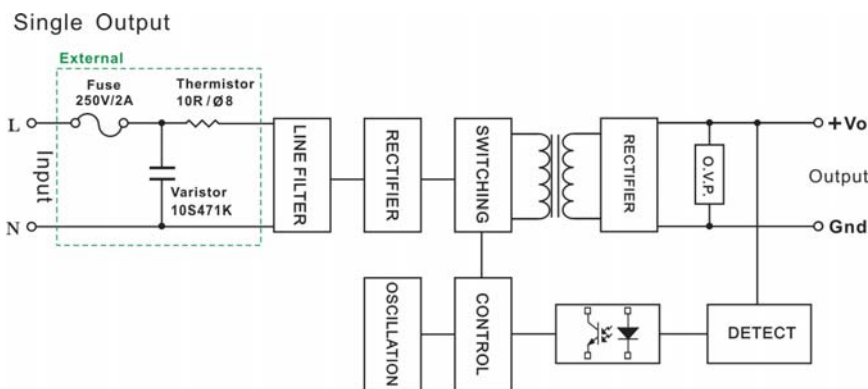 Single Output
External
Fuse
250V/2A
Thermistor
10R/Ø8
L
Input
N
Varistor
10S471K
LINE FILTER
RECTIFIER
SWITCHING
RECTIFIER
O.V.P.
+Vo
Output
Gnd
OSCILLATION
CONTROL
DETECT